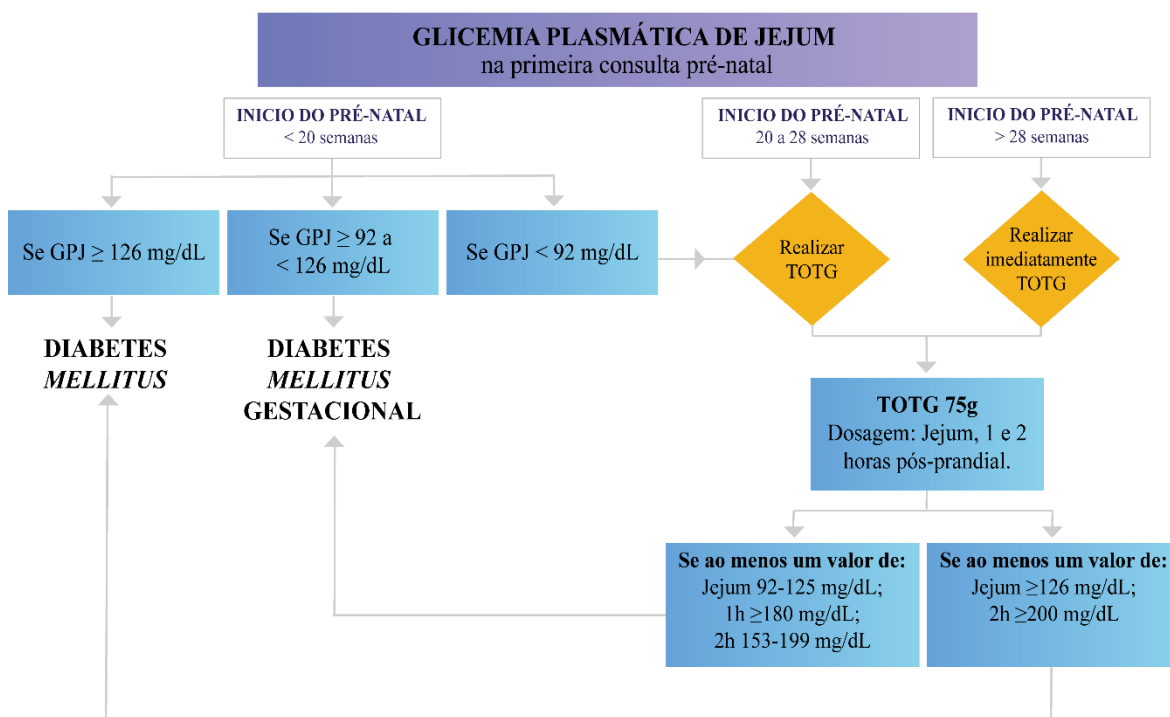 GLICEMIA PLASMÁTICA DE JEJUM
na primeira consulta pré-natal
INICIO DO PRÉ-NATAL
< 20 semanas
INICIO DO PRÉ-NATAL
20 a 28 semanas
INICIO DO PRÉ-NATAL
> 28 semanas
Se GPJ ≥ 126 mg/dL
Se GPJ ≥ 92 a
< 126 mg/dL
Se GPJ < 92 mg/dL
Realizar
TOTG
Realizar
imediatamente
TOTG
DIABETES
MELLITUS
DIABETES
MELLITUS
GESTACIONAL
TOTG 75g
Dosagem: Jejum, 1 e 2
horas pós-prandial.
Se ao menos um valor de:
Jejum 92-125 mg/dL;
1h ≥180 mg/dL;
2h 153-199 mg/dL
Se ao menos um valor de:
Jejum ≥126 mg/dL;
2h ≥200 mg/dL